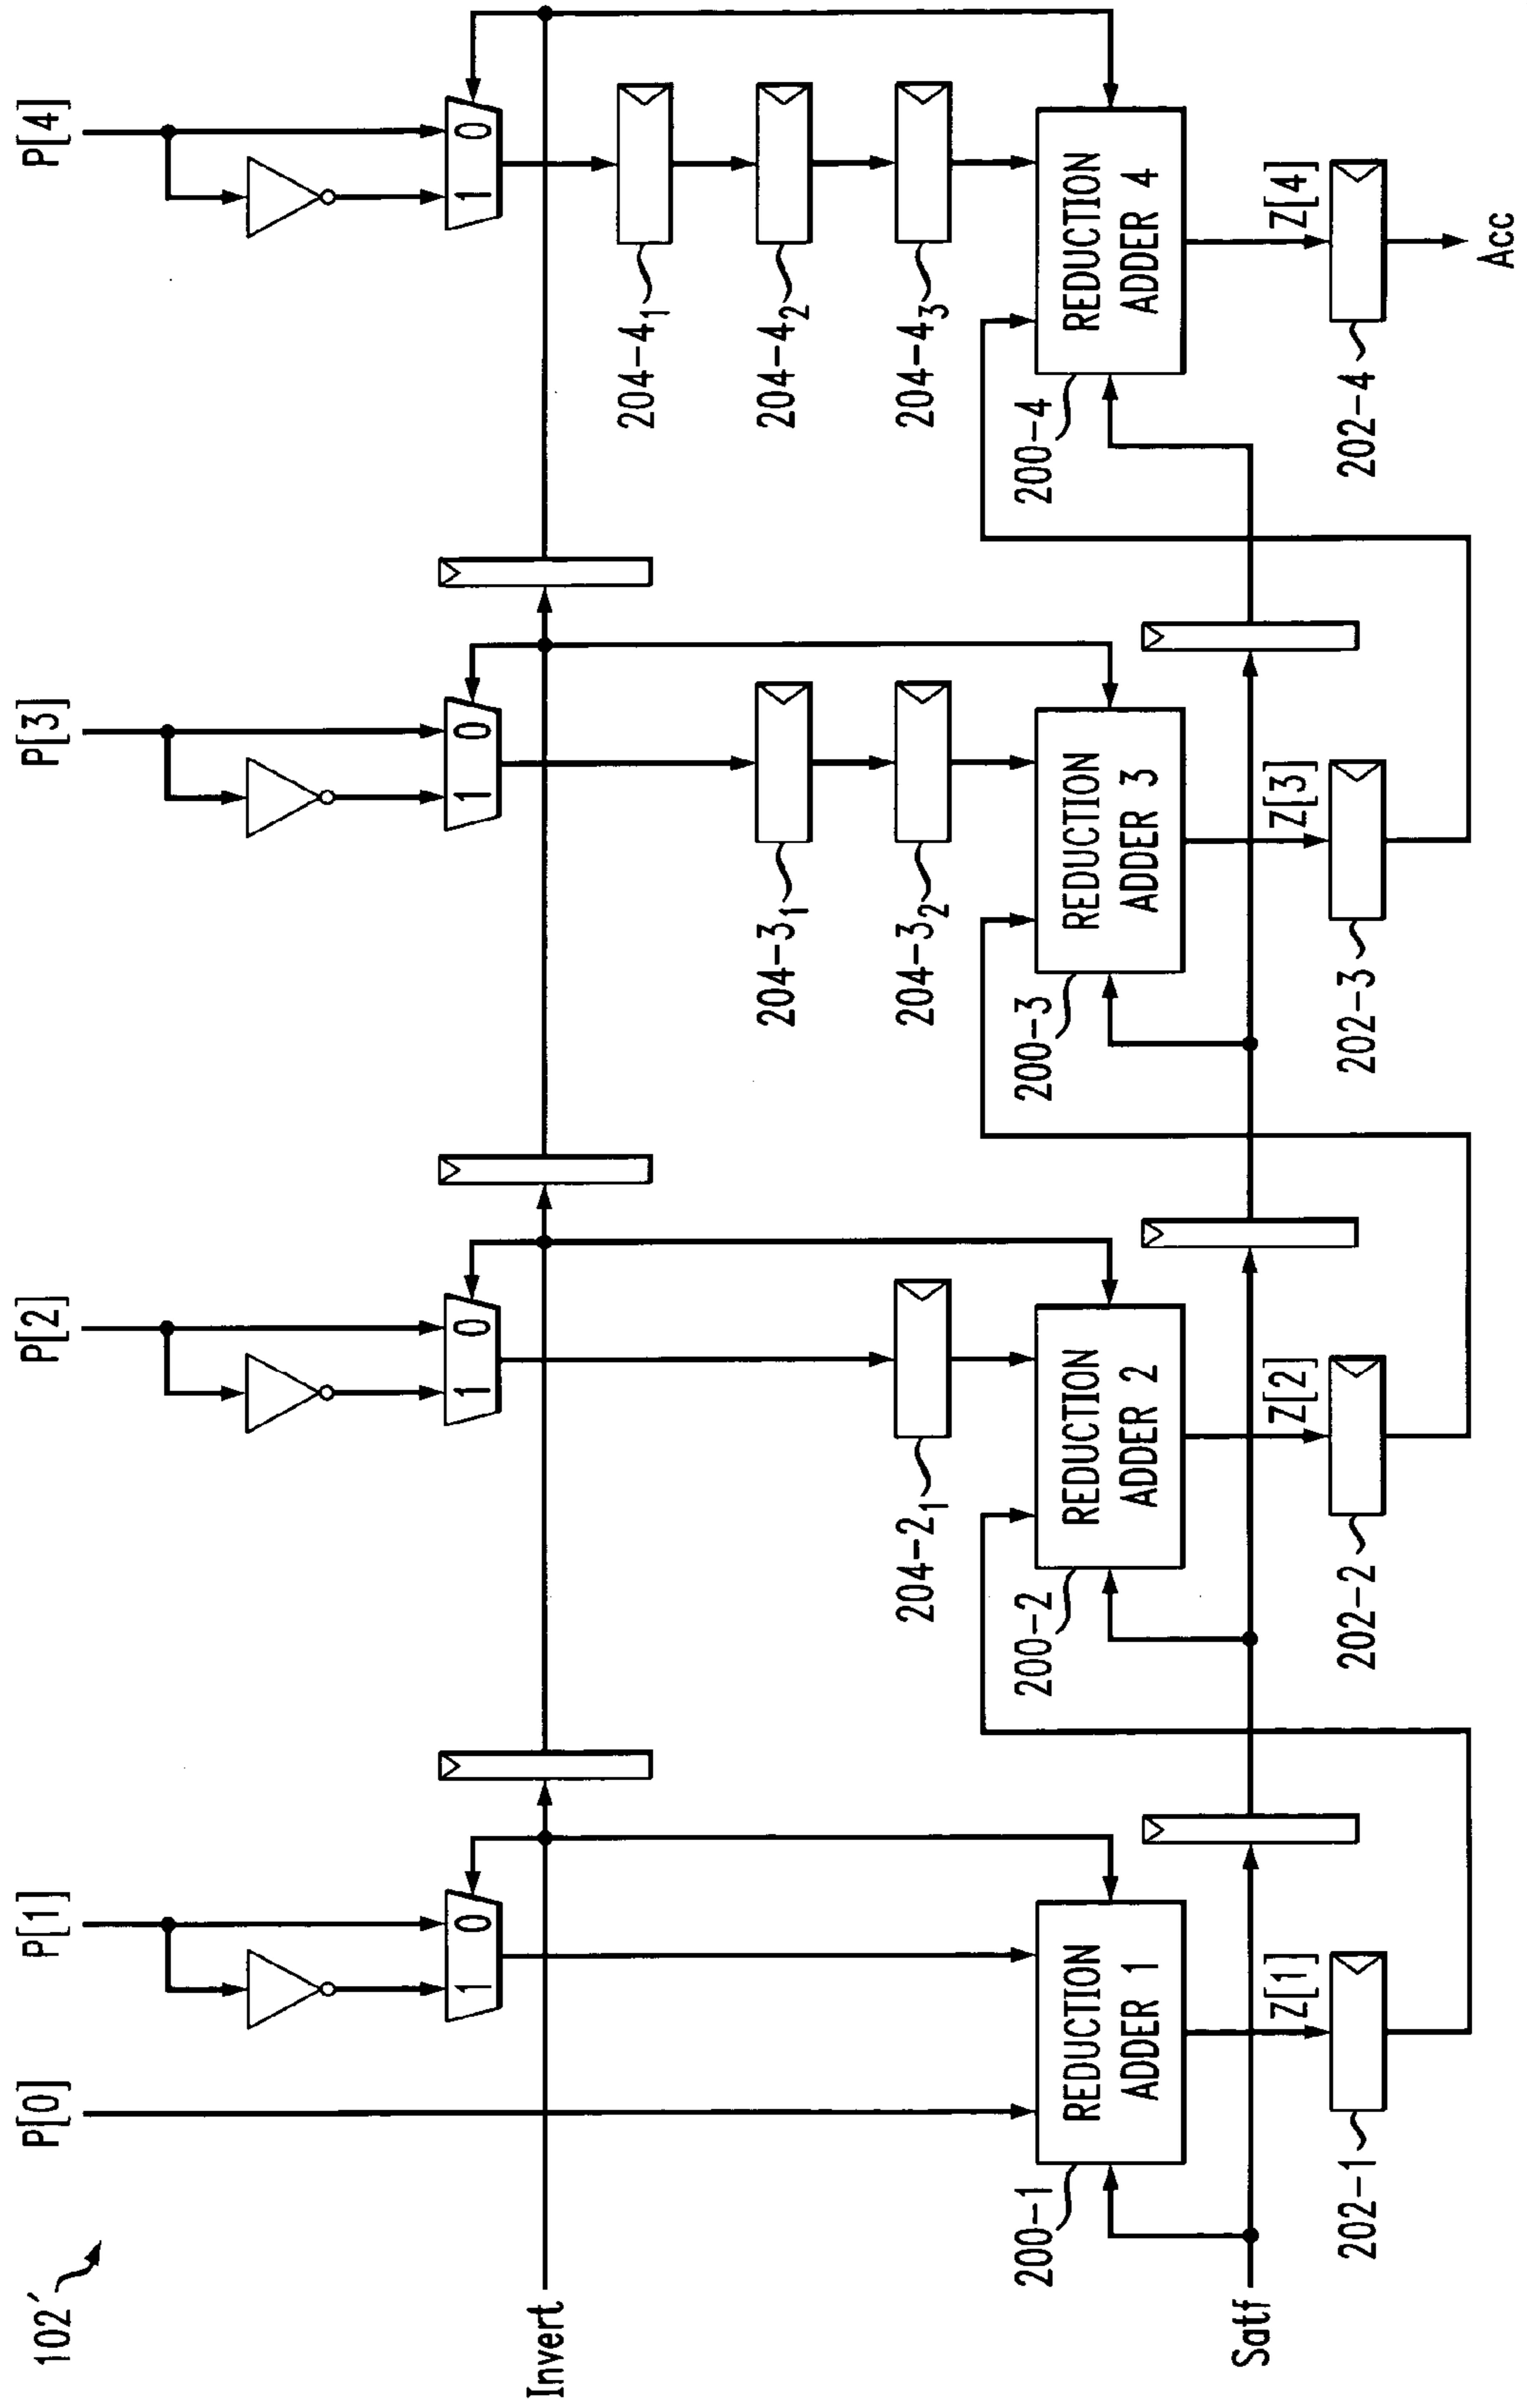 102′
P[0]
P[1]
P[2]
P[3]
P[4]
1 0
1 0
1 0
1 0
Invert
204-4₁
204-3₁
204-4₂
204-2₁
204-3₂
204-4₃
200-1
REDUCTION
ADDER 1
200-2
REDUCTION
ADDER 2
200-3
REDUCTION
ADDER 3
200-4
REDUCTION
ADDER 4
Satf
Z[1]
Z[2]
Z[3]
Z[4]
202-1
202-2
202-3
202-4
Acc